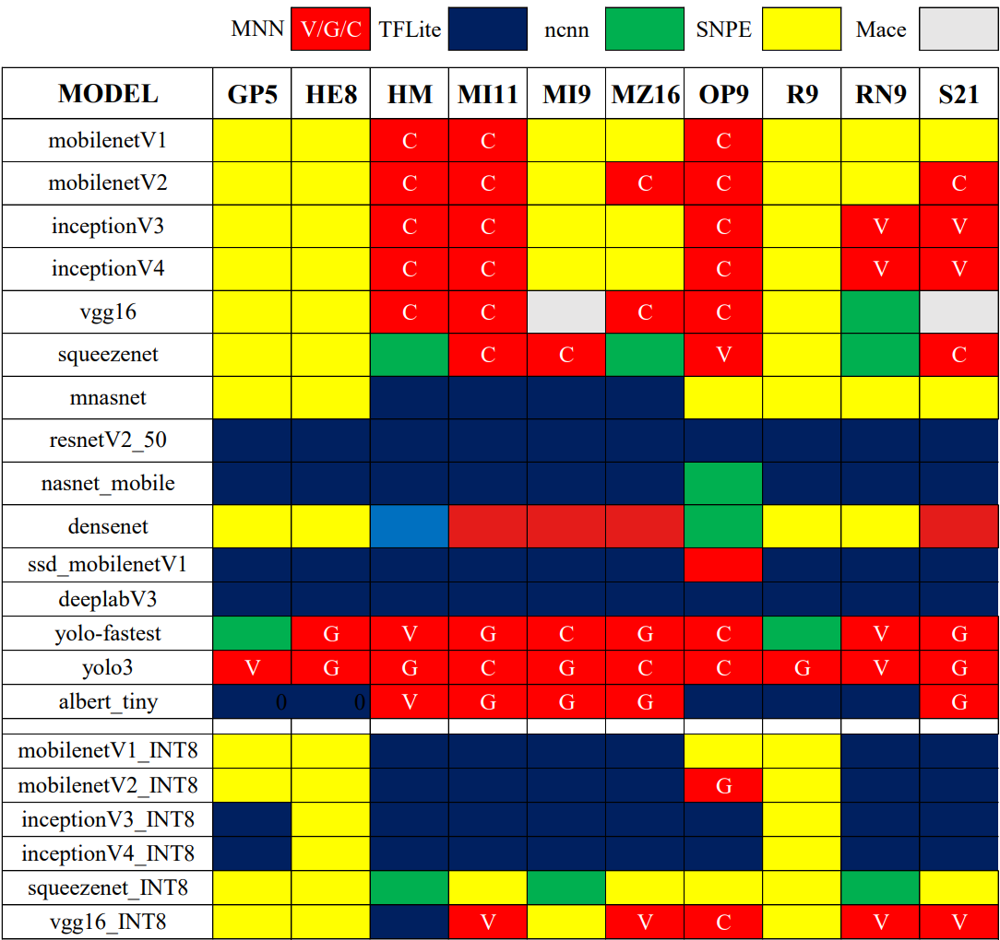 MNN V/G/C TFLite ncnn SNPE Mace
MODEL GP5 HE8 HM MI11 MI9 MZ16 OP9 R9 RN9 S21
mobilenetV1 C C C
mobilenetV2 C C C C C
inceptionV3 C C C V V
inceptionV4 C C C V V
vgg16 C C C C
squeezenet C C V C
mnasnet
resnetV2_50
nasnet_mobile
densenet
ssd_mobilenetV1
deeplabV3
yolo-fastest G V G C G C V G
yolo3 V G G C G C C G V G
albert_tiny 0 0 V G G G G
mobilenetV1_INT8
mobilenetV2_INT8 G
inceptionV3_INT8
inceptionV4_INT8
squeezenet_INT8
vgg16_INT8 V V C V V